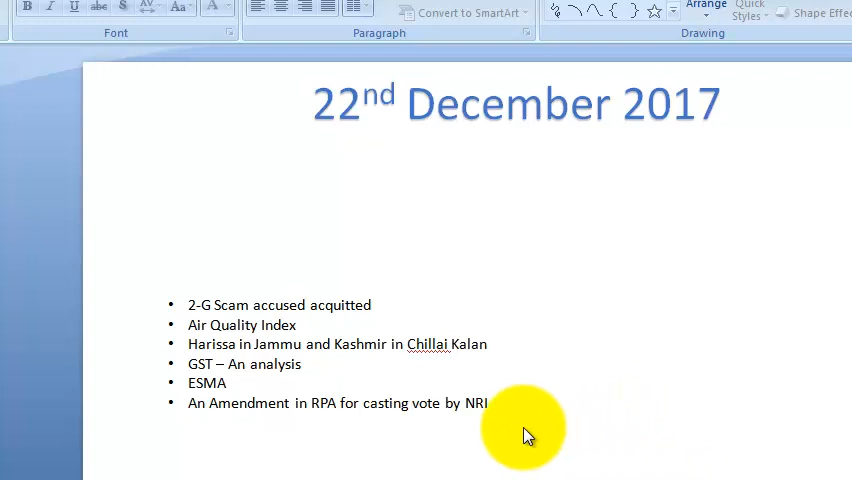 B I U abc AV Aa A
Convert to SmartArt
Arrange
Quick
Styles
Shape
Font
Paragraph
Drawing
22nd December 2017
• 2-G Scam accused acquitted
• Air Quality Index
• Harissa in Jammu and Kashmir in Chillai Kalan
• GST – An analysis
• ESMA
• An Amendment in RPA for casting vote by NRI